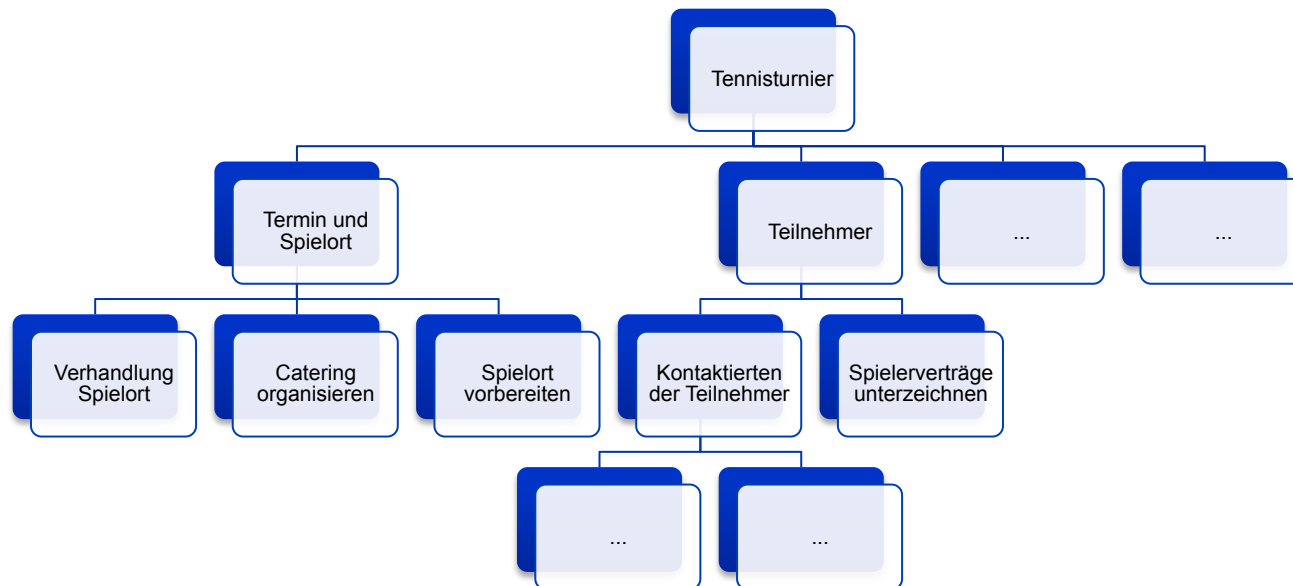 Tennisturnier
Termin und
Spielort
Teilnehmer
...
...
Verhandlung
Spielort
Catering
organisieren
Spielort
vorbereiten
Kontaktierten
der Teilnehmer
Spielerverträge
unterzeichnen
...
...